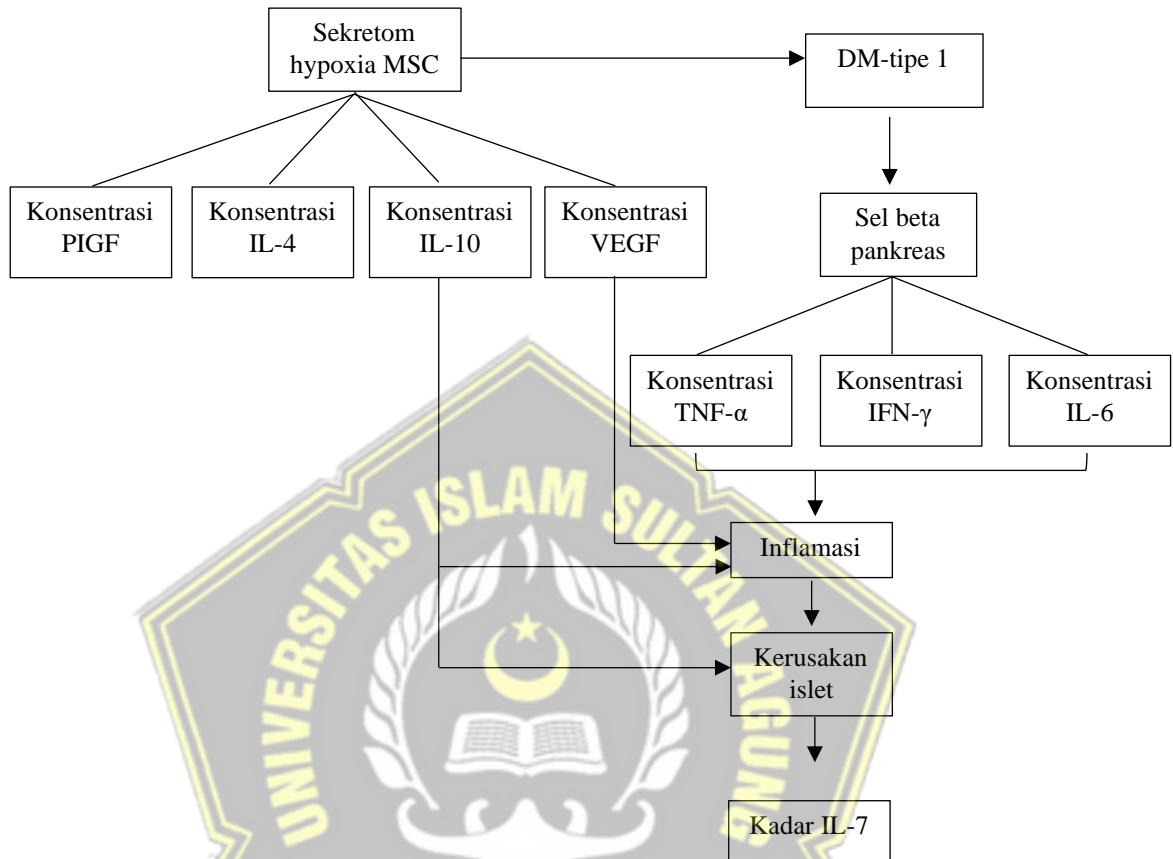 Sekretom
hypoxia MSC
DM-tipe 1
Konsentrasi
PIGF
Konsentrasi
IL-4
Konsentrasi
IL-10
Konsentrasi
VEGF
Sel beta
pankreas
Konsentrasi
TNF-α
Konsentrasi
IFN-γ
Konsentrasi
IL-6
UNIVERSITAS ISLAM SULTAN AGUNG
Inflamasi
Kerusakan
islet
Kadar IL-7